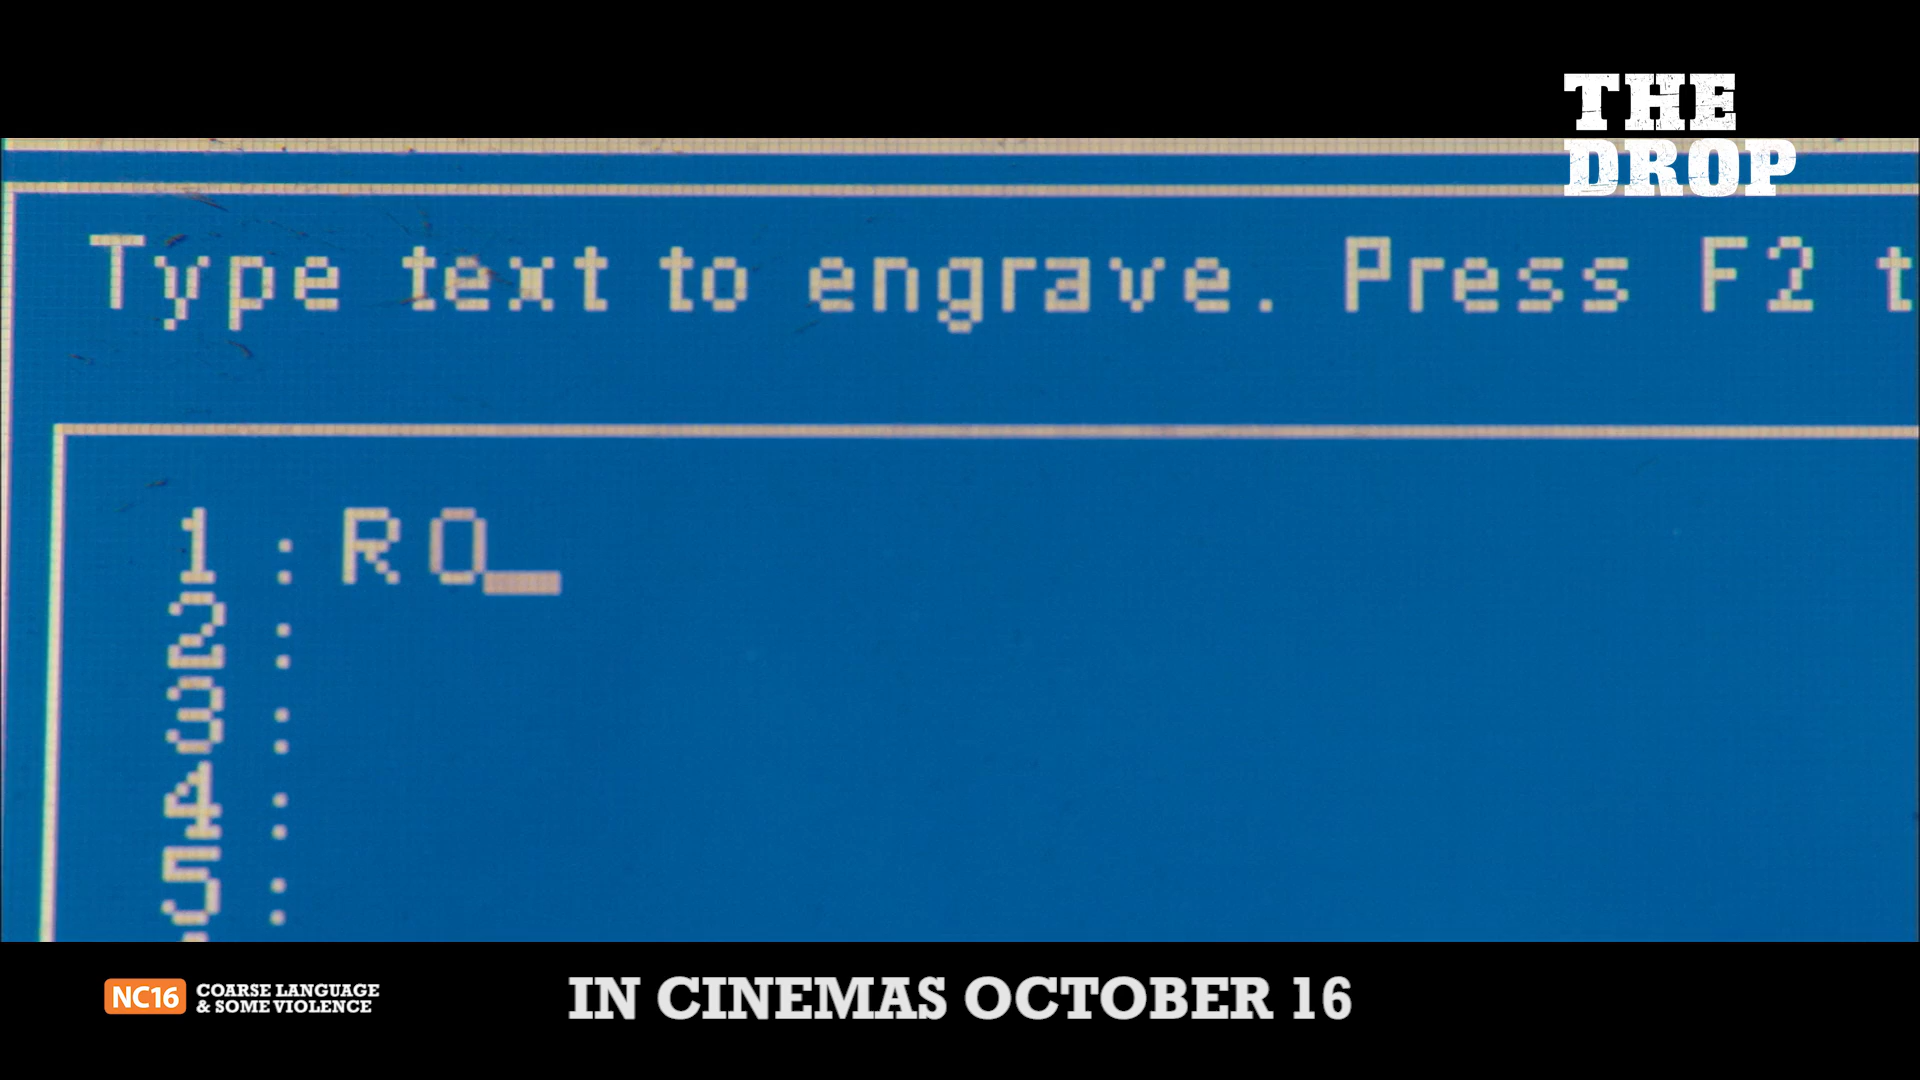 THE
DROP
Type text to engrave. Press F2 t
1 : RO_
2 :
3 :
4 :
5 :
NC16 COARSE LANGUAGE
& SOME VIOLENCE
IN CINEMAS OCTOBER 16